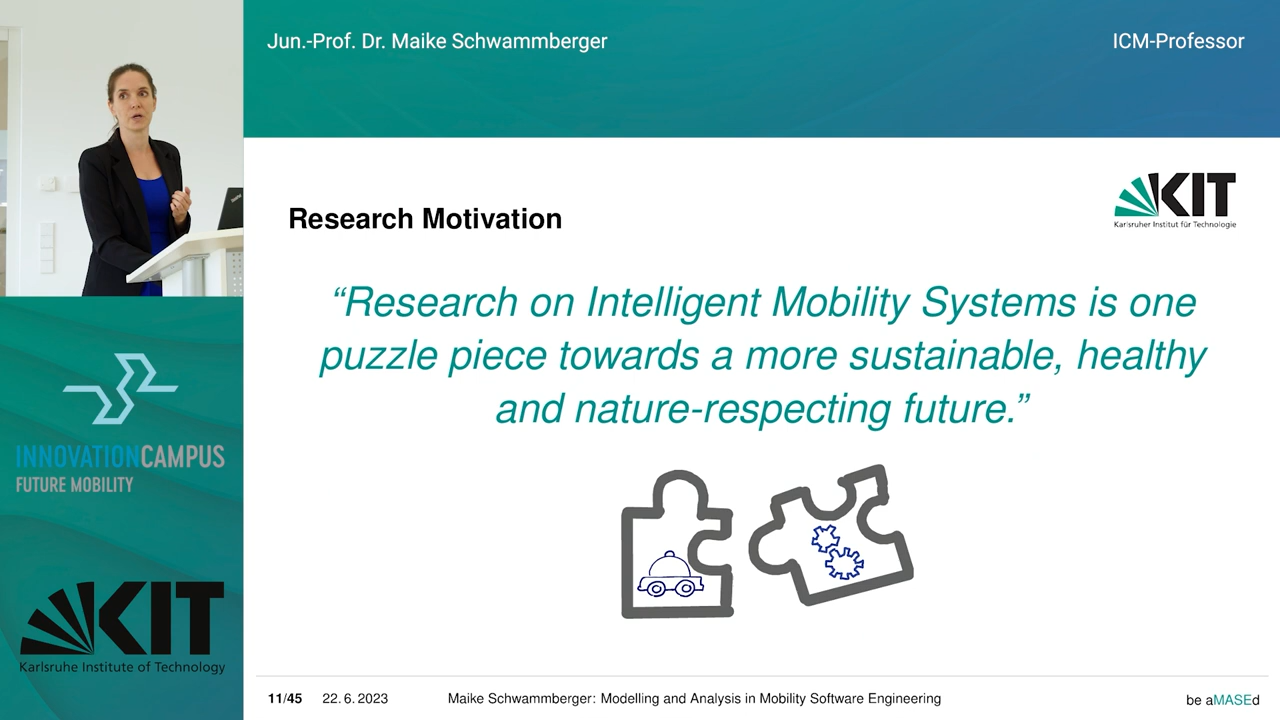 Jun.-Prof. Dr. Maike Schwammberger
ICM-Professor
KIT
Karlsruher Institut für Technologie
Research Motivation
“Research on Intelligent Mobility Systems is one
puzzle piece towards a more sustainable, healthy
and nature-respecting future.”
INNOVATIONCAMPUS
FUTURE MOBILITY
KIT
Karlsruhe Institute of Technology
11/45
22. 6. 2023
Maike Schwammberger: Modelling and Analysis in Mobility Software Engineering
be aMASEd